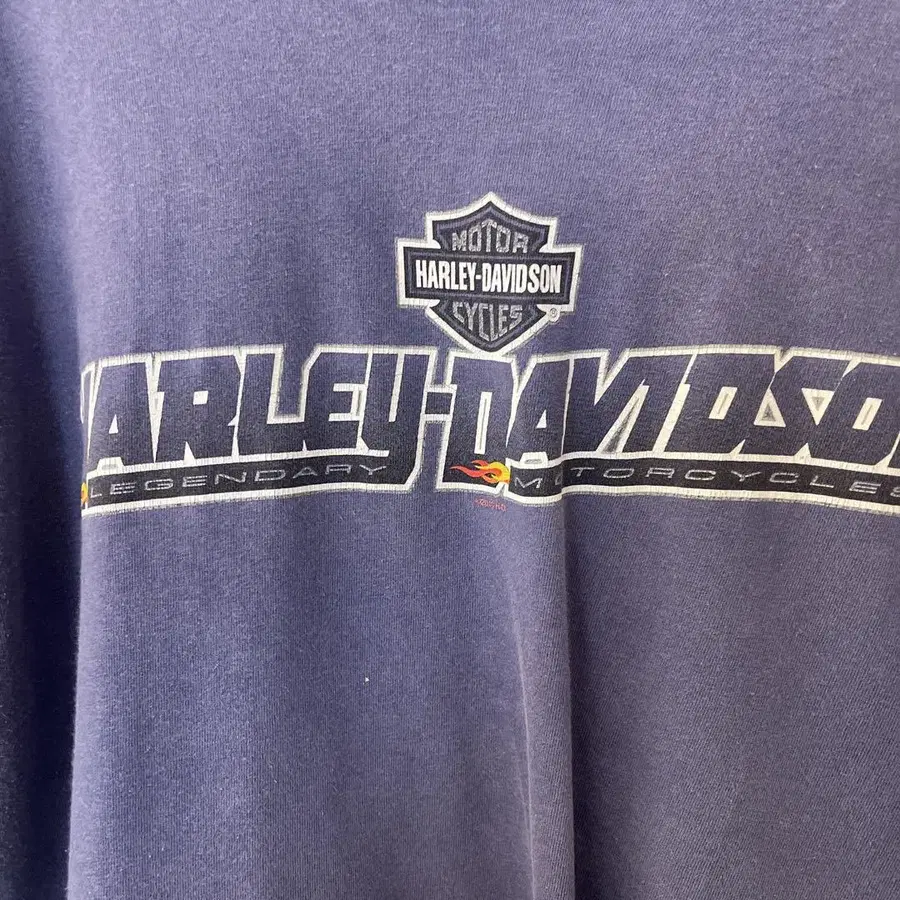 MOTOR
HARLEY-DAVIDSON
CYCLES
®
HARLEY-DAVIDSON
LEGENDARY MOTORCYCLES